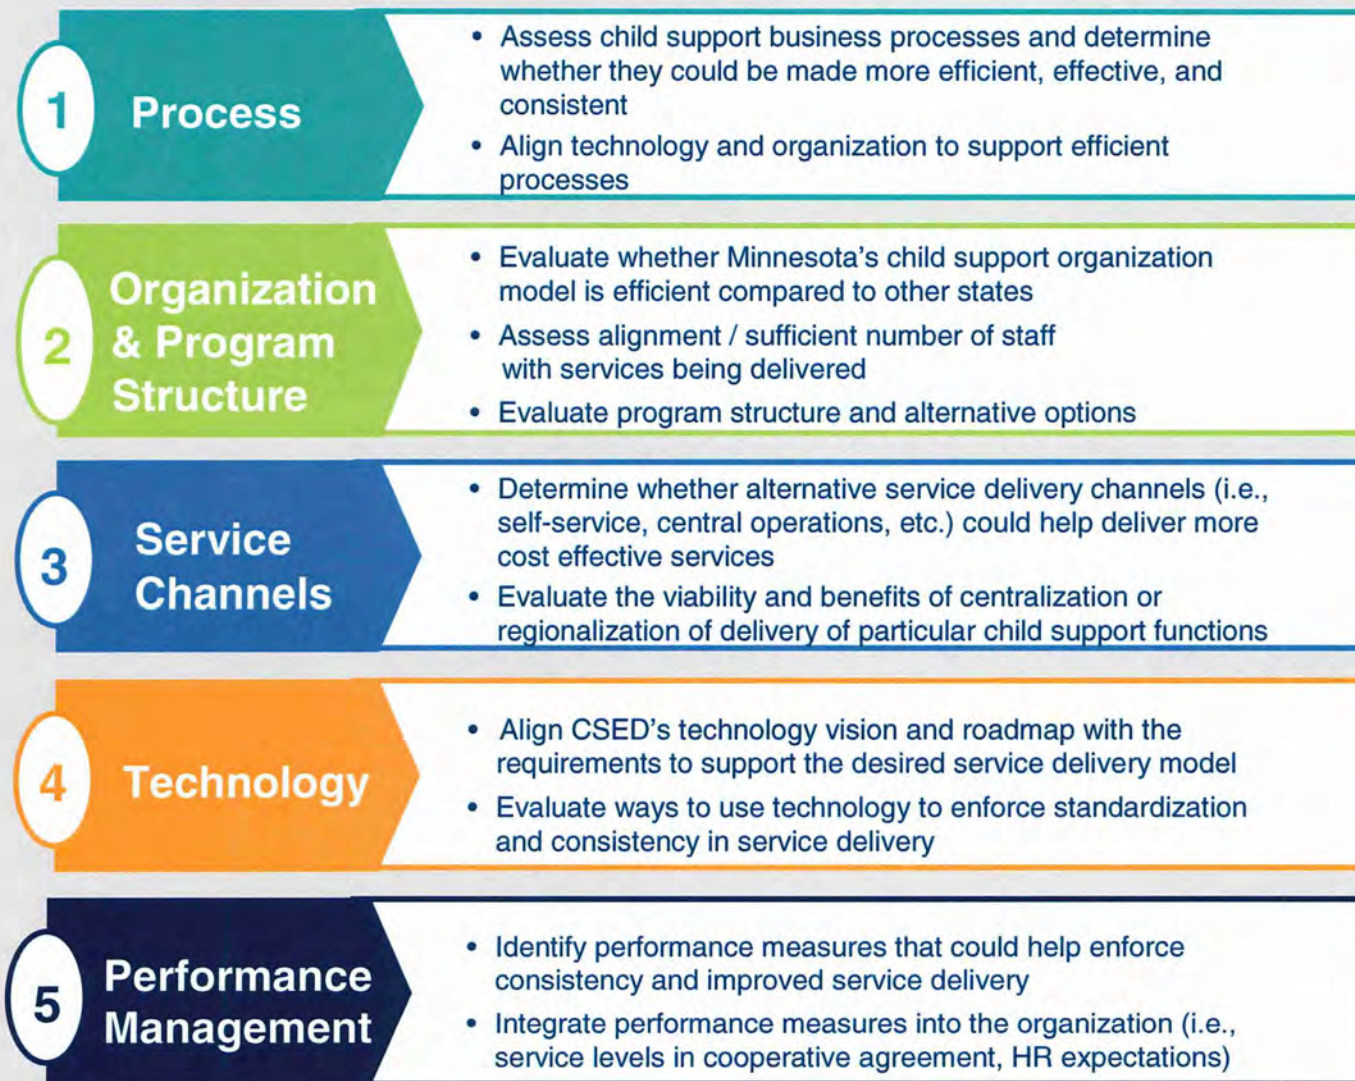 1
Process
• Assess child support business processes and determine
whether they could be made more efficient, effective, and
consistent
• Align technology and organization to support efficient
processes
2
Organization
& Program
Structure
• Evaluate whether Minnesota's child support organization
model is efficient compared to other states
• Assess alignment / sufficient number of staff
with services being delivered
• Evaluate program structure and alternative options
3
Service
Channels
• Determine whether alternative service delivery channels (i.e.,
self-service, central operations, etc.) could help deliver more
cost effective services
• Evaluate the viability and benefits of centralization or
regionalization of delivery of particular child support functions
4
Technology
• Align CSED's technology vision and roadmap with the
requirements to support the desired service delivery model
• Evaluate ways to use technology to enforce standardization
and consistency in service delivery
5
Performance
Management
• Identify performance measures that could help enforce
consistency and improved service delivery
• Integrate performance measures into the organization (i.e.,
service levels in cooperative agreement, HR expectations)